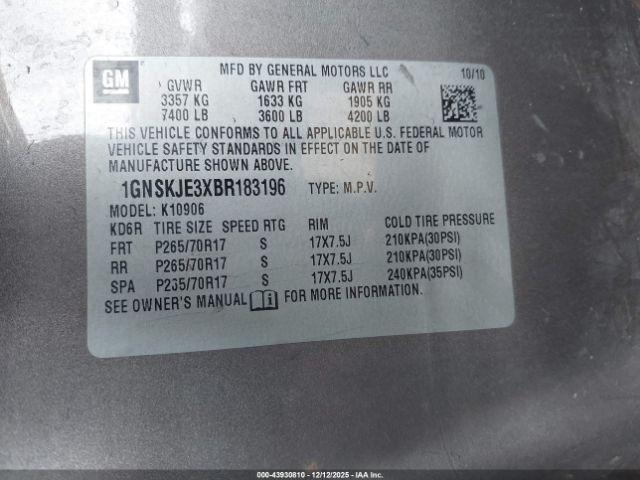 GM
MFD BY GENERAL MOTORS LLC 10/10
GVWR GAWR FRT GAWR RR
3357 KG 1633 KG 1905 KG
7400 LB 3600 LB 4200 LB
THIS VEHICLE CONFORMS TO ALL APPLICABLE U.S. FEDERAL MOTOR
VEHICLE SAFETY STANDARDS IN EFFECT ON THE DATE OF
MANUFACTURE SHOWN ABOVE.
1GNSKJE3XBR183196 TYPE: M.P.V.
MODEL: K10906
KD6R TIRE SIZE SPEED RTG RIM COLD TIRE PRESSURE
FRT P265/70R17 S 17X7.5J 210KPA(30PSI)
RR P265/70R17 S 17X7.5J 210KPA(30PSI)
SPA P235/70R17 S 17X7.5J 240KPA(35PSI)
SEE OWNER'S MANUAL FOR MORE INFORMATION.
000-43930810 - 12/12/2025 - IAAI.COM